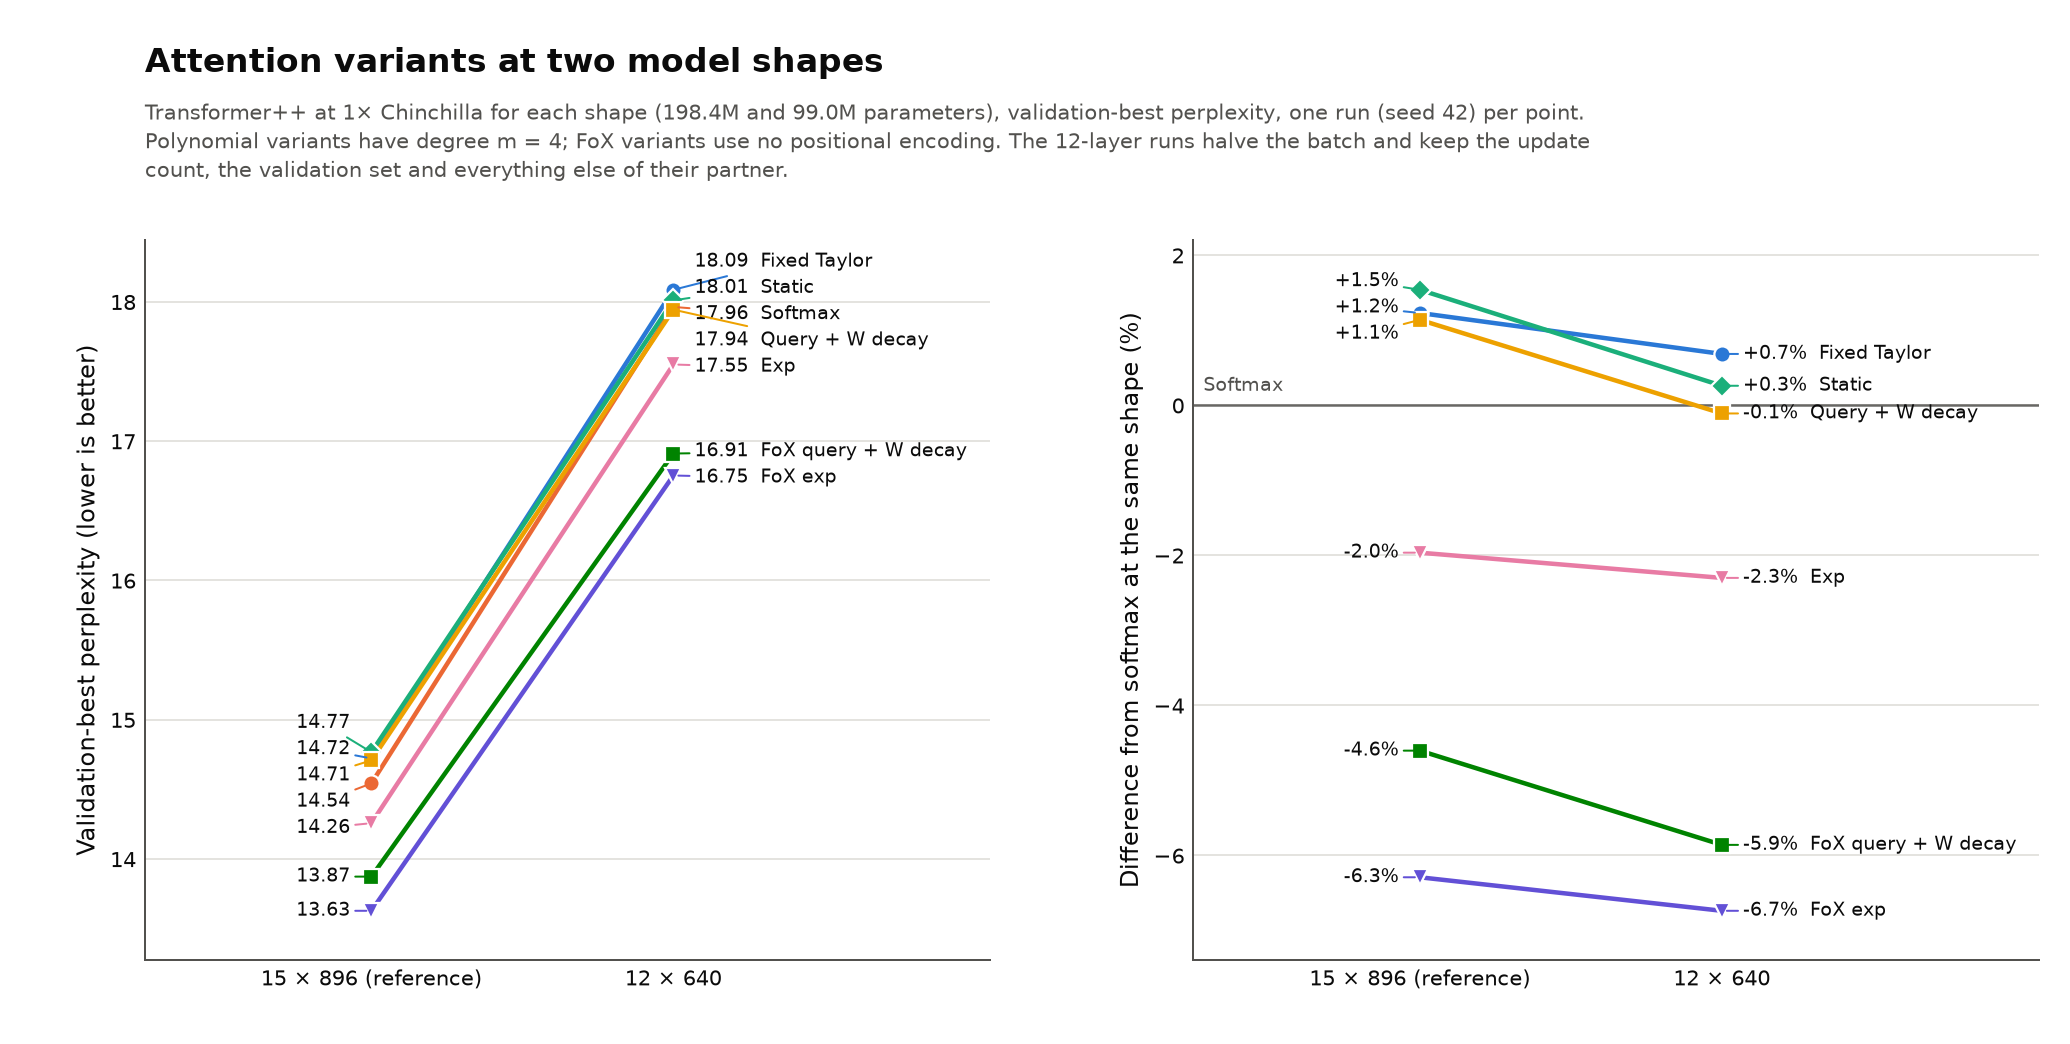 Attention variants at two model shapes
Transformer++ at 1× Chinchilla for each shape (198.4M and 99.0M parameters), validation-best perplexity, one run (seed 42) per point.
Polynomial variants have degree m = 4; FoX variants use no positional encoding. The 12-layer runs halve the batch and keep the update
count, the validation set and everything else of their partner.
Validation-best perplexity (lower is better)
18
17
16
15
14
18.09 Fixed Taylor
18.01 Static
17.96 Softmax
17.94 Query + W decay
17.55 Exp
16.91 FoX query + W decay
16.75 FoX exp
14.77
14.72
14.71
14.54
14.26
13.87
13.63
15 × 896 (reference)
12 × 640
Difference from softmax at the same shape (%)
2
0
−2
−4
−6
Softmax
+1.5%
+1.2%
+1.1%
-2.0%
-4.6%
-6.3%
+0.7% Fixed Taylor
+0.3% Static
-0.1% Query + W decay
-2.3% Exp
-5.9% FoX query + W decay
-6.7% FoX exp
15 × 896 (reference)
12 × 640